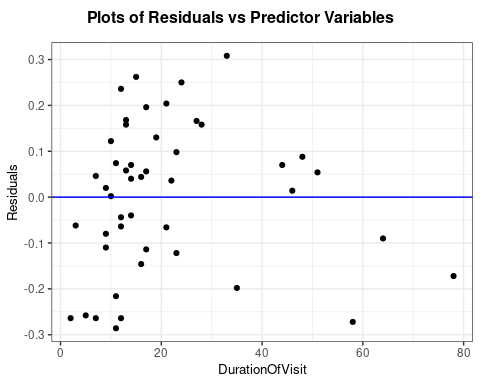 Plots of Residuals vs Predictor Variables
0.3
0.2
0.1
0.0
-0.1
-0.2
-0.3
Residuals
0 20 40 60 80
DurationOfVisit